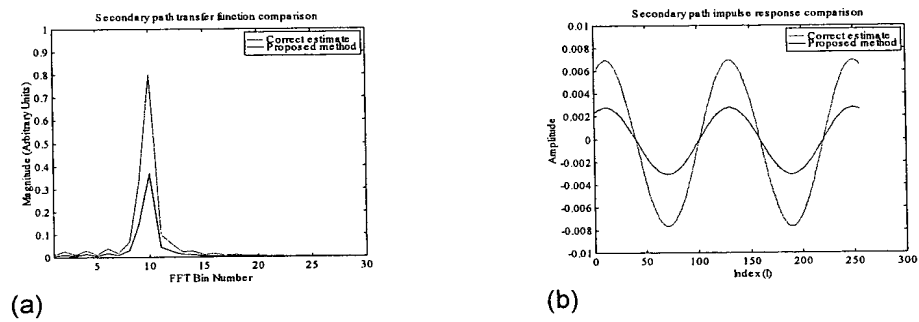 Secondary path transfer function comparison
Correct estimate
Proposed method
Magnitude (Arbitrary Units)
1
0.9
0.8
0.7
0.6
0.5
0.4
0.3
0.2
0.1
0
5
10
15
20
25
30
FFT Bin Number
(a)
Secondary path impulse response comparison
Correct estimate
Proposed method
Amplitude
0.01
0.008
0.006
0.004
0.002
0
-0.002
-0.004
-0.006
-0.008
-0.01
0
50
100
150
200
250
300
Index (I)
(b)